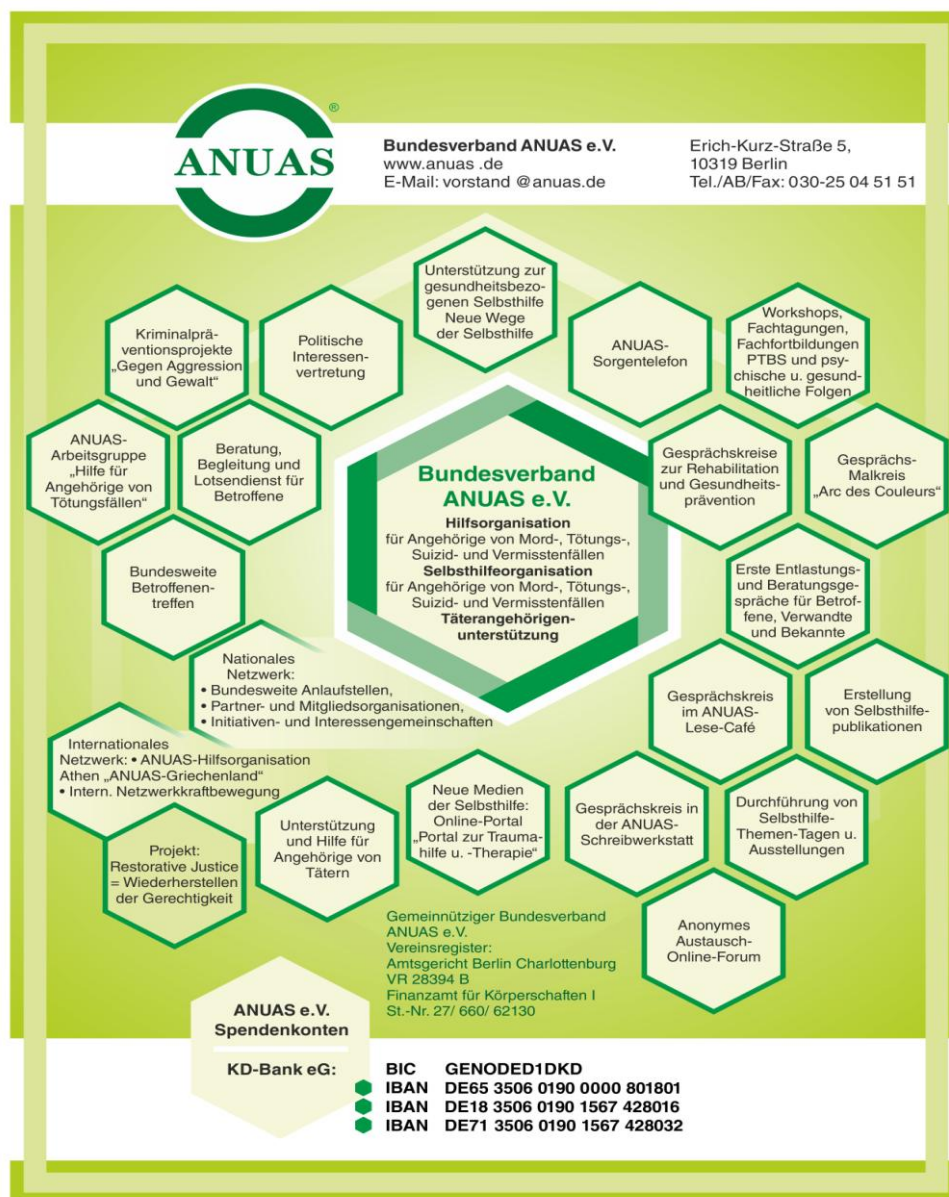 ANUAS
®
Bundesverband ANUAS e.V.
www.anuas .de
E-Mail: vorstand @anuas.de
Erich-Kurz-Straße 5,
10319 Berlin
Tel./AB/Fax: 030-25 04 51 51
Unterstützung zur
gesundheitsbezo-
genen Selbsthilfe
Neue Wege
der Selbsthilfe
Kriminalprä-
ventionsprojekte
„Gegen Aggression
und Gewalt“
Politische
Interessen-
vertretung
ANUAS-
Sorgentelefon
Workshops,
Fachtagungen,
Fachfortbildungen
PTBS und psy-
chische u. gesund-
heitliche Folgen
ANUAS-
Arbeitsgruppe
„Hilfe für
Angehörige von
Tötungsfällen“
Beratung,
Begleitung und
Lotsendienst für
Betroffene
Bundesverband
ANUAS e.V.
Hilfsorganisation
für Angehörige von Mord-, Tötungs-,
Suizid- und Vermisstenfällen
Selbsthilfeorganisation
für Angehörige von Mord-, Tötungs-,
Suizid- und Vermisstenfällen
Täterangehörigen-
unterstützung
Gesprächskreise
zur Rehabilitation
und Gesundheits-
prävention
Gesprächs-
Malkreis
„Arc des Couleurs“
Bundesweite
Betroffenen-
treffen
Erste Entlastungs-
und Beratungsge-
spräche für Betrof-
fene, Verwandte
und Bekannte
Nationales
Netzwerk:
• Bundesweite Anlaufstellen,
• Partner- und Mitgliedsorganisationen,
• Initiativen- und Interessengemeinschaften
Gesprächskreis
im ANUAS-
Lese-Café
Erstellung
von Selbsthilfe-
publikationen
Internationales
Netzwerk: • ANUAS-Hilfsorganisation
Athen „ANUAS-Griechenland“
• Intern. Netzwerkkraftbewegung
Projekt:
Restorative Justice
= Wiederherstellen
der Gerechtigkeit
Unterstützung
und Hilfe für
Angehörige von
Tätern
Neue Medien
der Selbsthilfe:
Online-Portal
„Portal zur Trauma-
hilfe u. -Therapie“
Gesprächskreis in
der ANUAS-
Schreibwerkstatt
Durchführung von
Selbsthilfe-
Themen-Tagen u.
Ausstellungen
Anonymes
Austausch-
Online-Forum
Gemeinnütziger Bundesverband
ANUAS e.V.
Vereinsregister:
Amtsgericht Berlin Charlottenburg
VR 28394 B
Finanzamt für Körperschaften I
St.-Nr. 27/ 660/ 62130
ANUAS e.V.
Spendenkonten
KD-Bank eG:
BIC GENODED1DKD
IBAN DE65 3506 0190 0000 801801
IBAN DE18 3506 0190 1567 428016
IBAN DE71 3506 0190 1567 428032